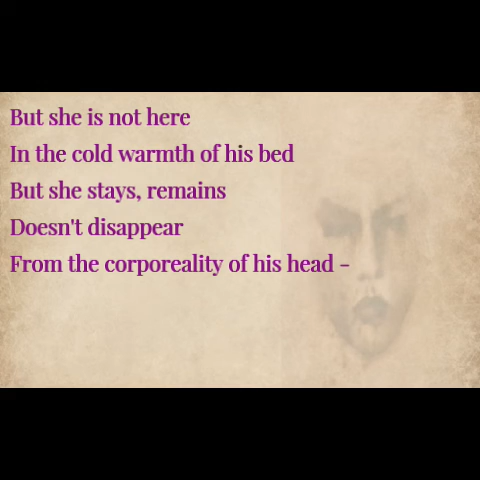 But she is not here
In the cold warmth of his bed
But she stays, remains
Doesn't disappear
From the corporeality of his head -